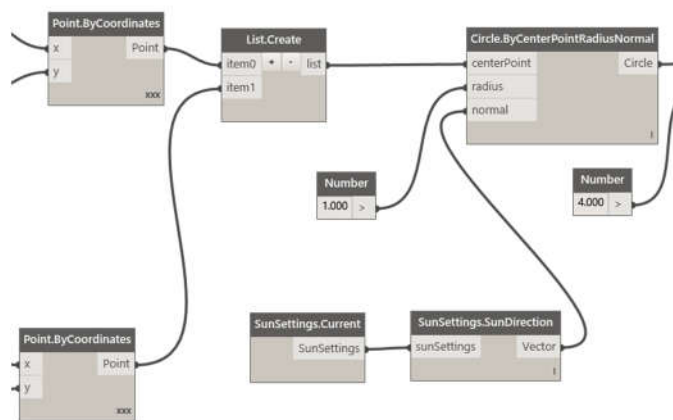 Point.ByCoordinates
x Point
y
xxx
List.Create
item0 + - list
item1
Circle.ByCenterPointRadiusNormal
centerPoint Circle
radius
normal
I
Number
1.000 >
Number
4.000 >
SunSettings.Current
SunSettings
SunSettings.SunDirection
sunSettings Vector
I
Point.ByCoordinates
x Point
y
xxx